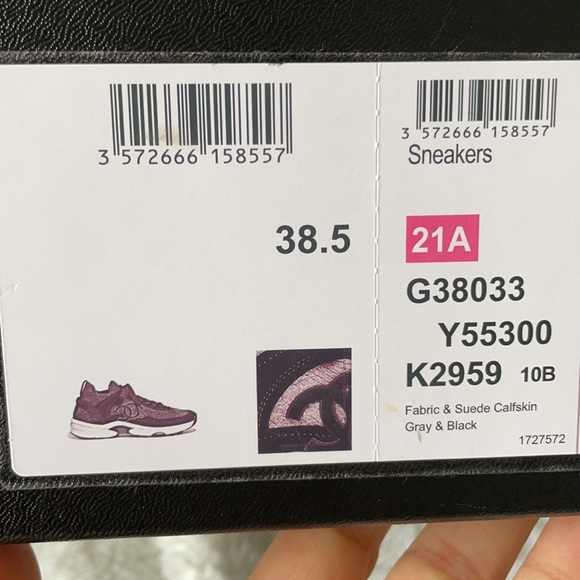 3 572666 158557
38.5
3 572666 158557
Sneakers
21A
G38033
Y55300
K2959 10B
Fabric & Suede Calfskin
Gray & Black
1727572